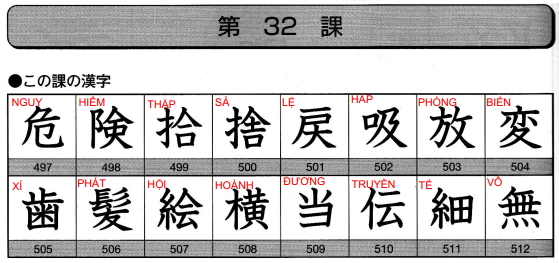 第 32 課
●この課の漢字
NGUY HIỂM THẬP SẢ LỆ HẤP PHÓNG BIẾN
危 険 拾 捨 戻 吸 放 変
497 498 499 500 501 502 503 504
XỈ PHÁT HỘI HOÀNH ĐƯƠNG TRUYỀN TẾ VÔ
歯 髪 絵 横 当 伝 細 無
505 506 507 508 509 510 511 512